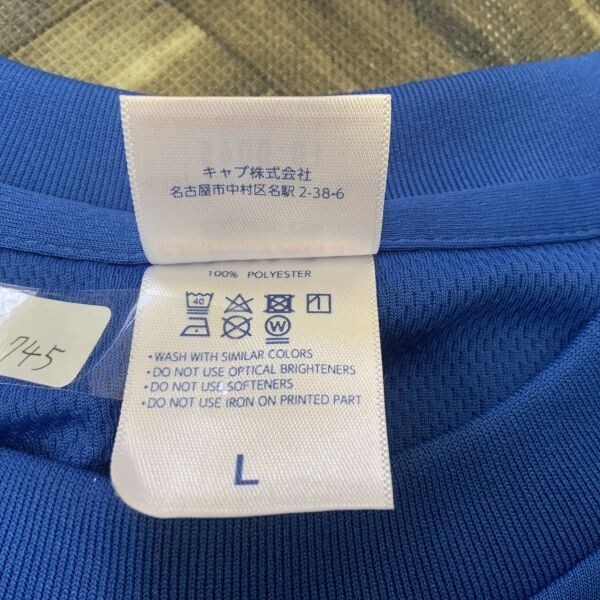 キャブ株式会社
名古屋市中村区名駅 2-38-6
100% POLYESTER
40
W
•WASH WITH SIMILAR COLORS
•DO NOT USE OPTICAL BRIGHTENERS
•DO NOT USE SOFTENERS
•DO NOT USE IRON ON PRINTED PART
L
745